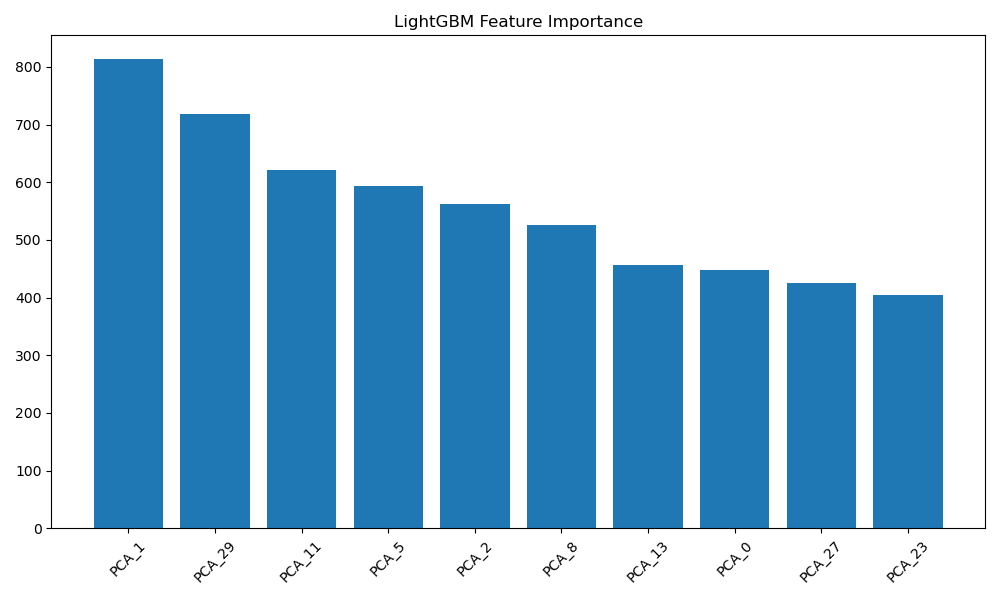 LightGBM Feature Importance
800
700
600
500
400
300
200
100
0
PCA_1
PCA_29
PCA_11
PCA_5
PCA_2
PCA_8
PCA_13
PCA_0
PCA_27
PCA_23